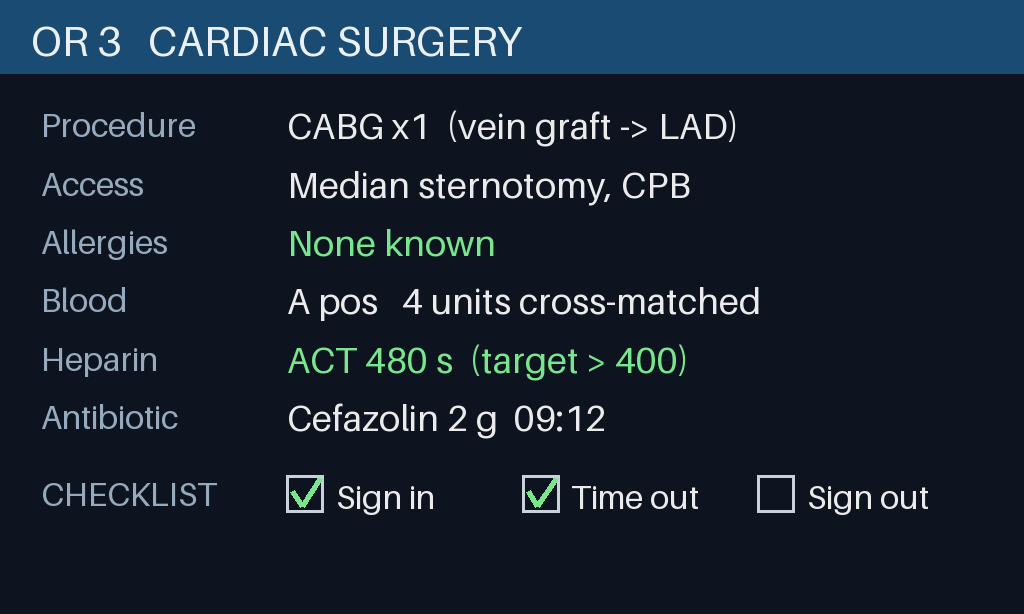 OR 3 CARDIAC SURGERY
Procedure CABG x1 (vein graft -> LAD)
Access Median sternotomy, CPB
Allergies None known
Blood A pos 4 units cross-matched
Heparin ACT 480 s (target > 400)
Antibiotic Cefazolin 2 g 09:12
CHECKLIST Sign in Time out Sign out